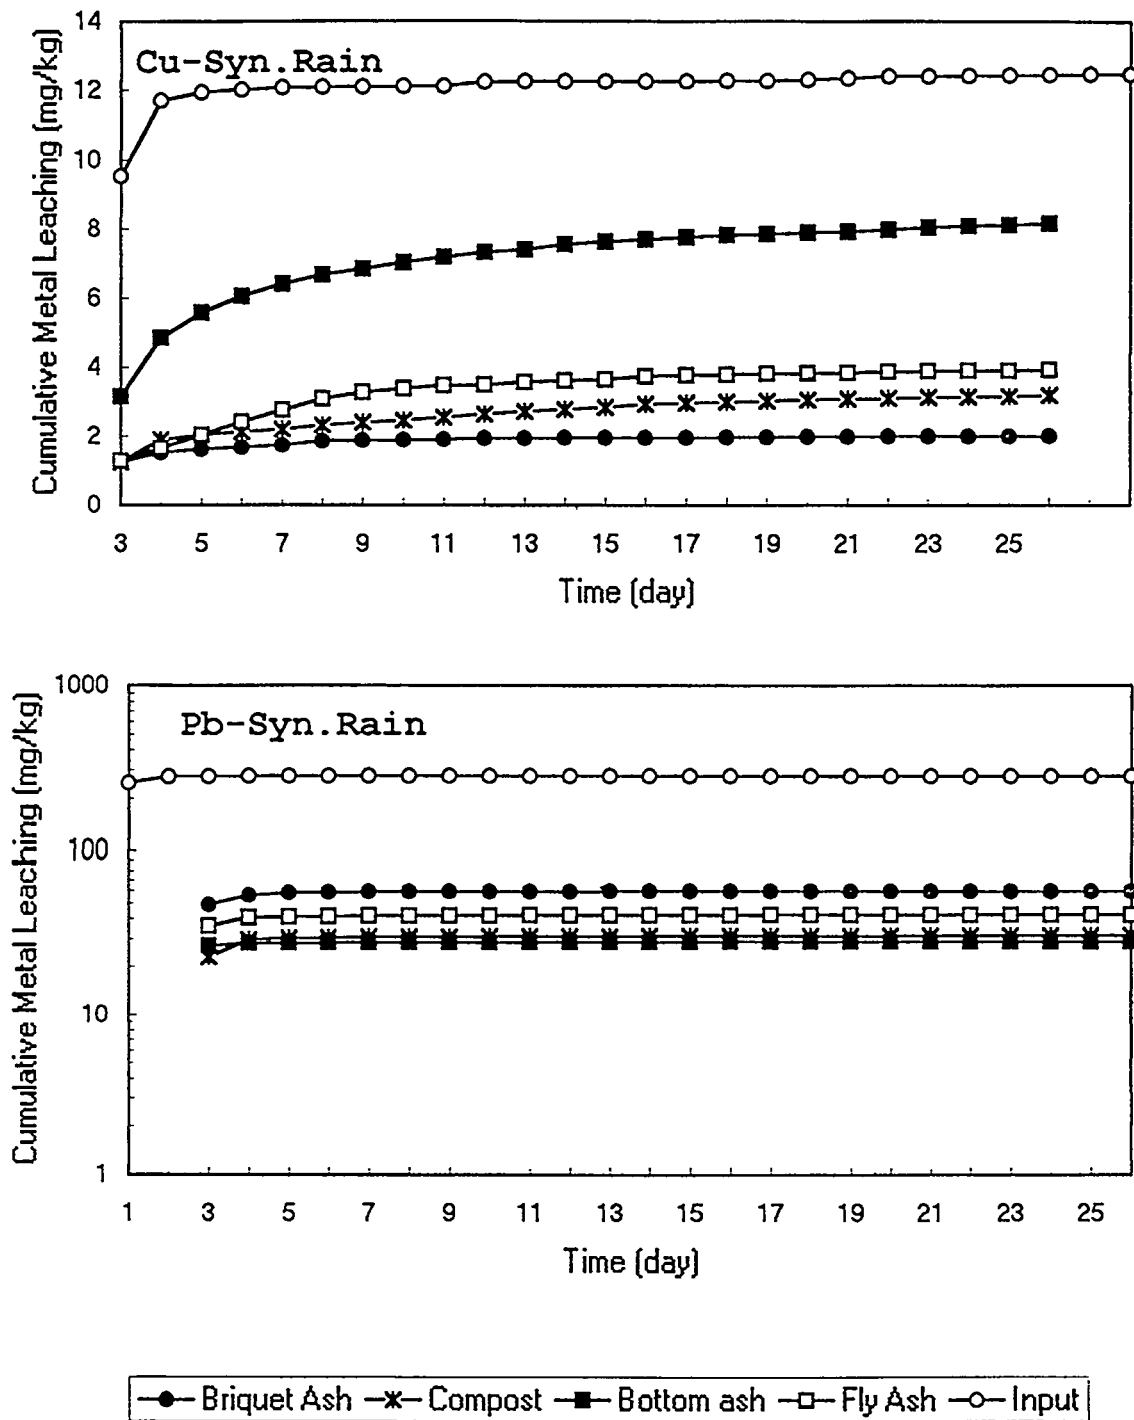 Cu-Syn.Rain
Cumulative Metal Leaching (mg/kg)
14
12
10
8
6
4
2
0
3 5 7 9 11 13 15 17 19 21 23 25
Time (day)
Pb-Syn.Rain
Cumulative Metal Leaching (mg/kg)
1000
100
10
1
1 3 5 7 9 11 13 15 17 19 21 23 25
Time (day)
Briquet Ash Compost Bottom ash Fly Ash Input